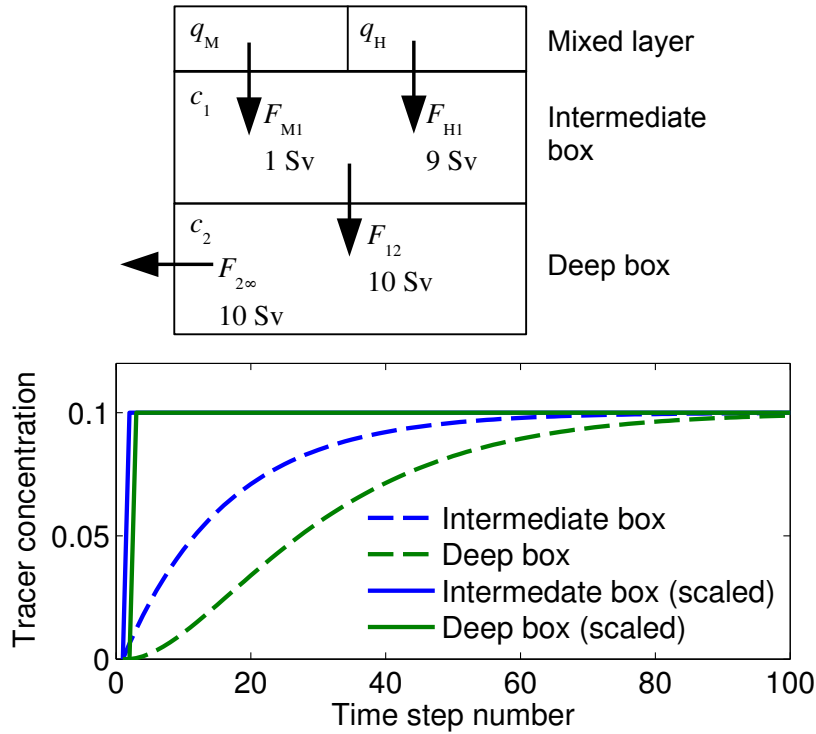 q_M
q_H
Mixed layer
c_1
F_M1
1 Sv
F_H1
9 Sv
Intermediate
box
c_2
F_12
10 Sv
F_2∞
10 Sv
Deep box
Tracer concentration
0.1
0.05
0
Intermediate box
Deep box
Intermedate box (scaled)
Deep box (scaled)
0 20 40 60 80 100
Time step number